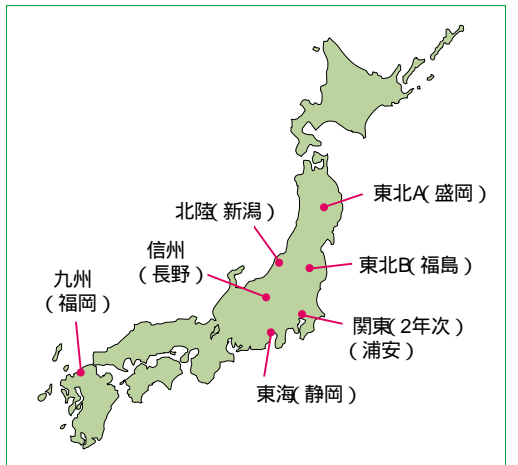 東北A(盛岡)
北陸(新潟)
信州
(長野)
東北B(福島)
九州
(福岡)
関東(2年次)
(浦安)
東海(静岡)